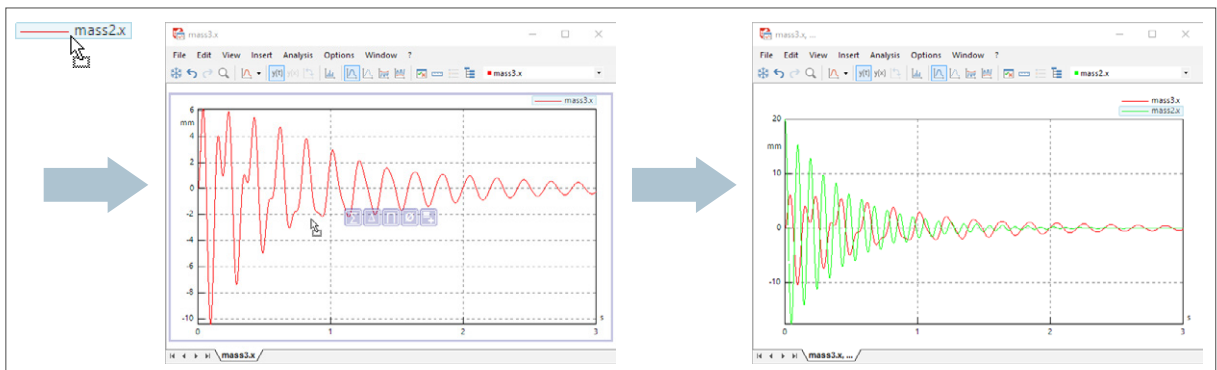 mass2.x
mass3.x
File Edit View Insert Analysis Options Window ?
y(t) y(x)
mass3.x
mass3.x
6
mm
4
2
0
-2
-4
-6
-8
-10
0 1 2 3
s
mass3.x
mass3.x, ...
File Edit View Insert Analysis Options Window ?
y(t) y(x)
mass2.x
mass3.x
mass2.x
20
mm
10
0
-10
0 1 2 3
s
mass3.x, ...